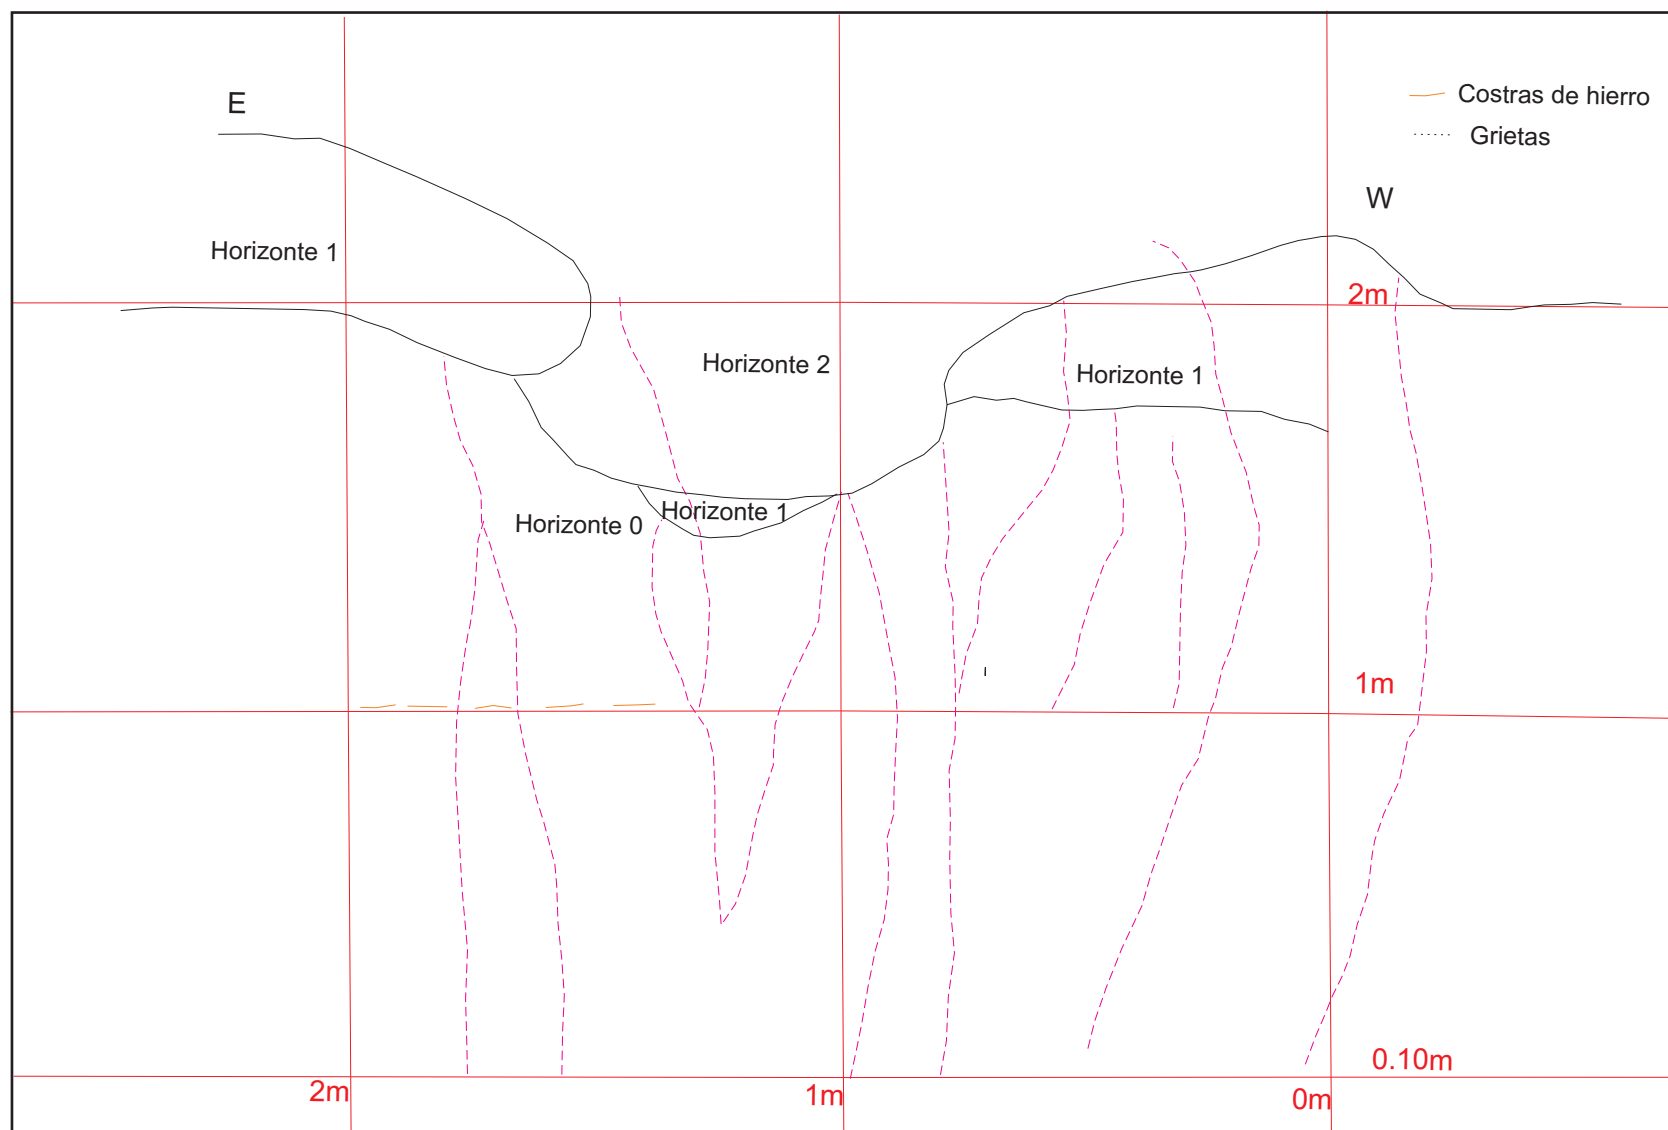 E
Costras de hierro
Grietas
W
Horizonte 1
2m
Horizonte 2
Horizonte 1
Horizonte 1
Horizonte 0
1m
0.10m
2m
1m
0m